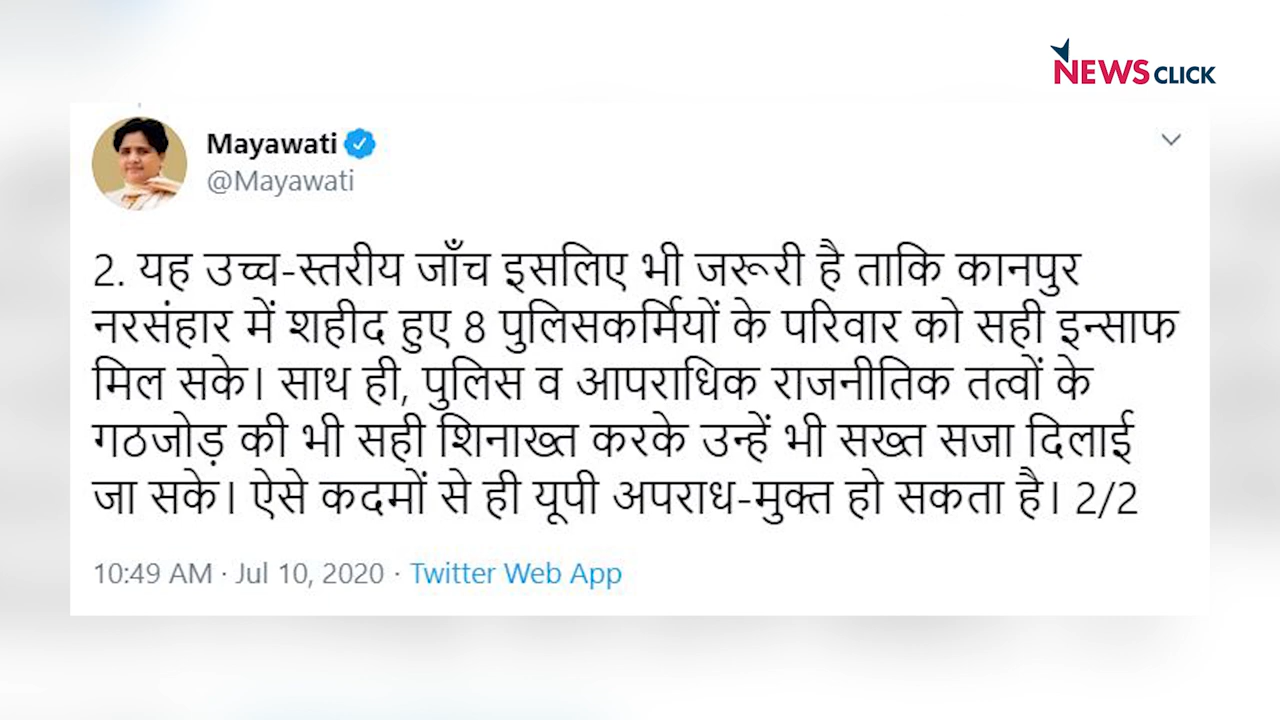 NEWS CLICK
Mayawati
@Mayawati
2. यह उच्च-स्तरीय जाँच इसलिए भी जरूरी है ताकि कानपुर
नरसंहार में शहीद हुए 8 पुलिसकर्मियों के परिवार को सही इन्साफ
मिल सके। साथ ही, पुलिस व आपराधिक राजनीतिक तत्वों के
गठजोड़ की भी सही शिनाख्त करके उन्हें भी सख्त सजा दिलाई
जा सके। ऐसे कदमों से ही यूपी अपराध-मुक्त हो सकता है। 2/2
10:49 AM · Jul 10, 2020 · Twitter Web App